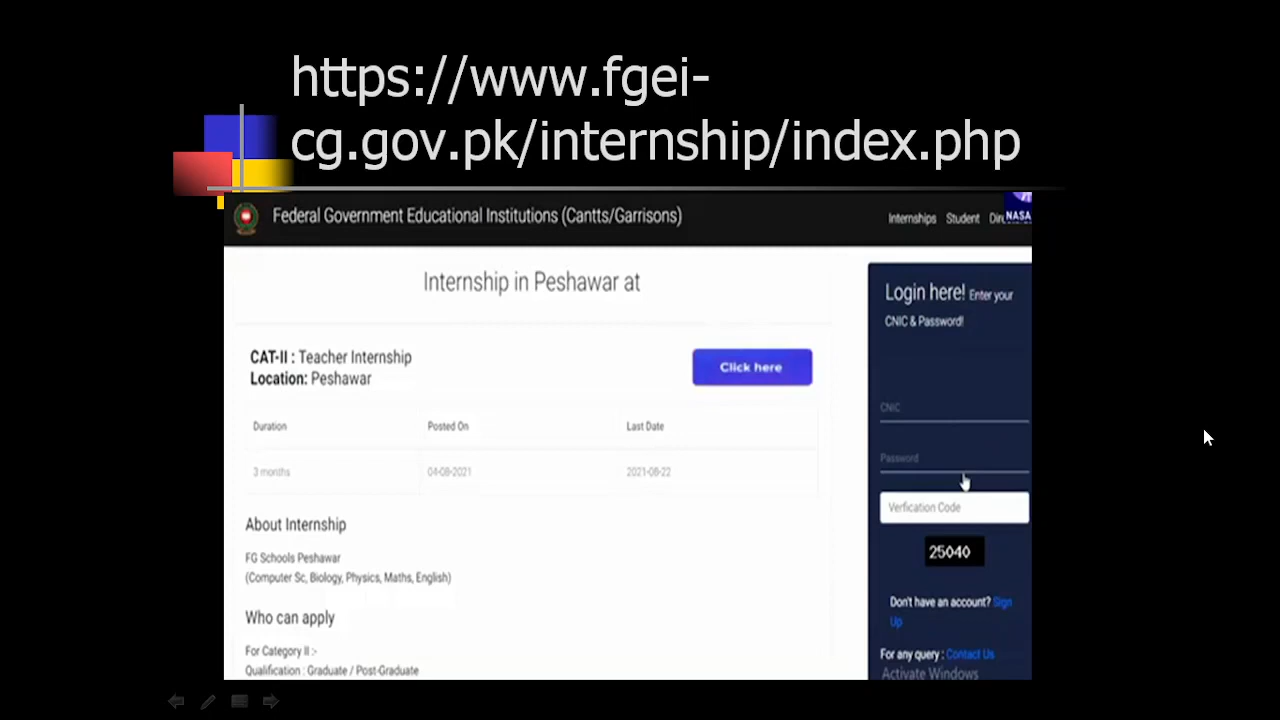 https://www.fgei-
cg.gov.pk/internship/index.php
Federal Government Educational Institutions (Cantts/Garrisons)
Internships Student
NASA
Internship in Peshawar at
Login here! Enter your
CNIC & Password!
CAT-II : Teacher Internship
Location: Peshawar
Click here
CNIC
Duration Posted On Last Date
Password
3 months 04-08-2021 2021-08-22
Verfication Code
25040
About Internship
FG Schools Peshawar
(Computer Sc, Biology, Physics, Maths, English)
Don't have an account? Sign
Up
Who can apply
For Category II :-
Qualification : Graduate / Post-Graduate
For any query : Contact Us
Activate Windows